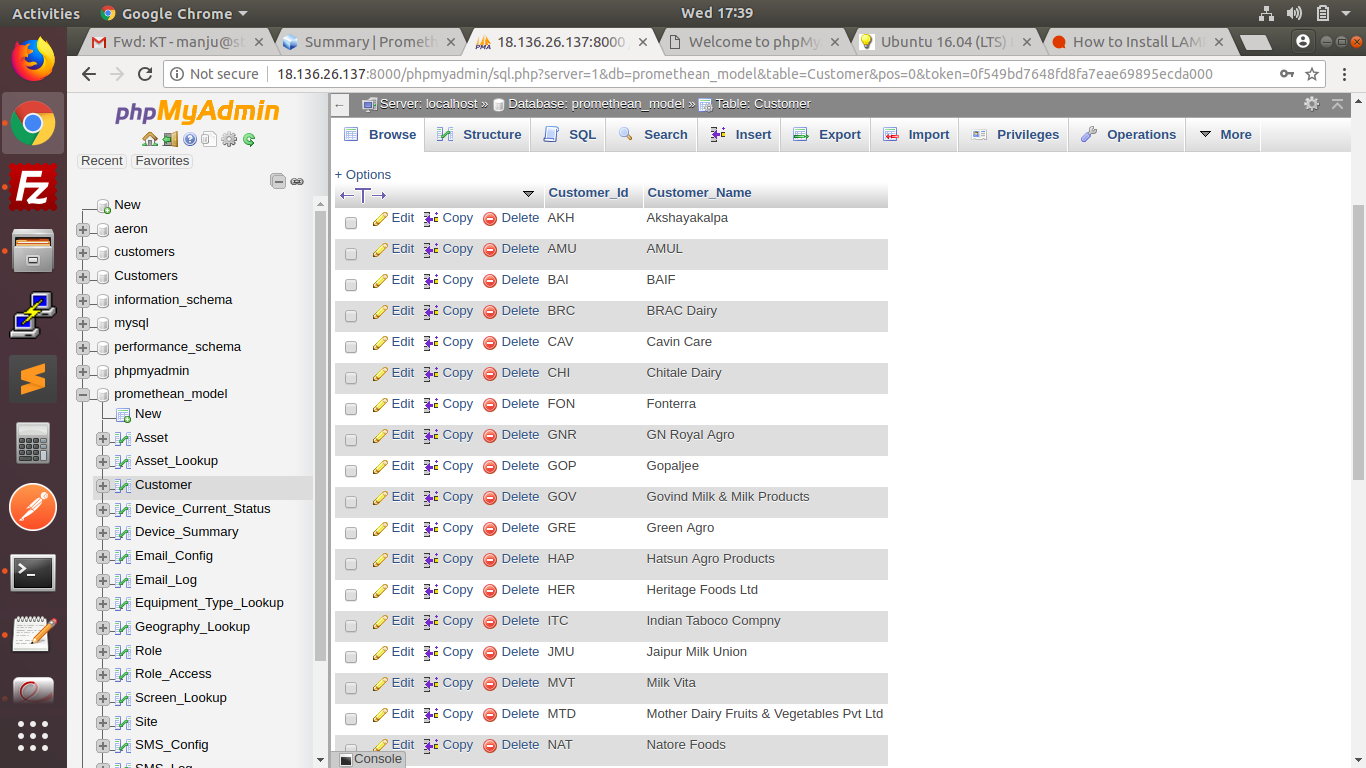 Activities Google Chrome Wed 17:39
Fwd: KT - manju@st Summary | Prometh 18.136.26.137:8000 Welcome to phpMy Ubuntu 16.04 (LTS) How to Install LAM
Not secure 18.136.26.137:8000/phpmyadmin/sql.php?server=1&db=promethean_model&table=Customer&pos=0&token=0f549bd7648fd8fa7eae69895ecda000
phpMyAdmin
Recent Favorites
New
aeron
customers
Customers
information_schema
mysql
performance_schema
phpmyadmin
promethean_model
New
Asset
Asset_Lookup
Customer
Device_Current_Status
Device_Summary
Email_Config
Email_Log
Equipment_Type_Lookup
Geography_Lookup
Role
Role_Access
Screen_Lookup
Site
SMS_Config
SMS_Log
Server: localhost » Database: promethean_model » Table: Customer
Browse Structure SQL Search Insert Export Import Privileges Operations More
+ Options
Customer_Id Customer_Name
Edit Copy Delete AKH Akshayakalpa
Edit Copy Delete AMU AMUL
Edit Copy Delete BAI BAIF
Edit Copy Delete BRC BRAC Dairy
Edit Copy Delete CAV Cavin Care
Edit Copy Delete CHI Chitale Dairy
Edit Copy Delete FON Fonterra
Edit Copy Delete GNR GN Royal Agro
Edit Copy Delete GOP Gopaljee
Edit Copy Delete GOV Govind Milk & Milk Products
Edit Copy Delete GRE Green Agro
Edit Copy Delete HAP Hatsun Agro Products
Edit Copy Delete HER Heritage Foods Ltd
Edit Copy Delete ITC Indian Taboco Compny
Edit Copy Delete JMU Jaipur Milk Union
Edit Copy Delete MVT Milk Vita
Edit Copy Delete MTD Mother Dairy Fruits & Vegetables Pvt Ltd
Edit Copy Delete NAT Natore Foods
Console